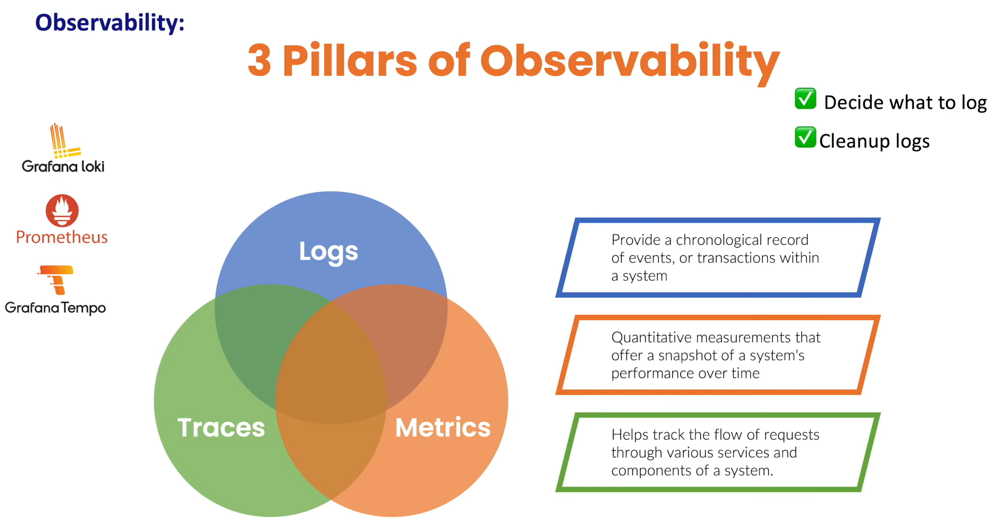 Observability:
3 Pillars of Observability
✅ Decide what to log
✅ Cleanup logs
Grafana loki
Prometheus
Grafana Tempo
Logs
Traces
Metrics
Provide a chronological record
of events, or transactions within
a system
Quantitative measurements that
offer a snapshot of a system's
performance over time
Helps track the flow of requests
through various services and
components of a system.